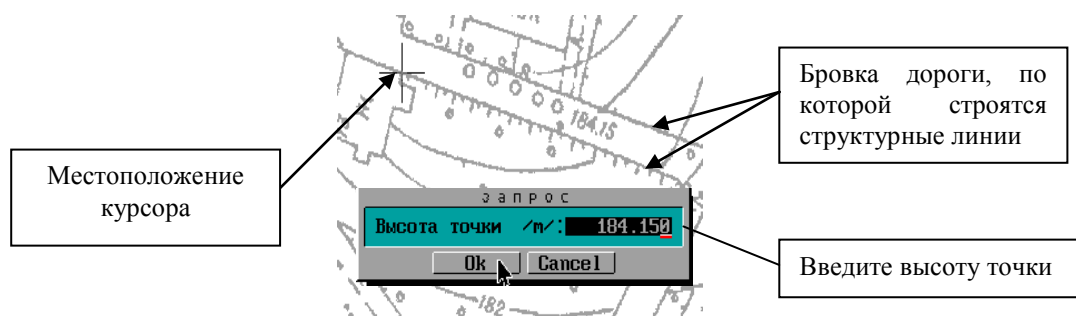 Бровка дороги, по
которой строятся
структурные линии
Местоположение
курсора
184.15
запрос
Высота точки /m/: 184.150
Ok Cancel
Введите высоту точки
182